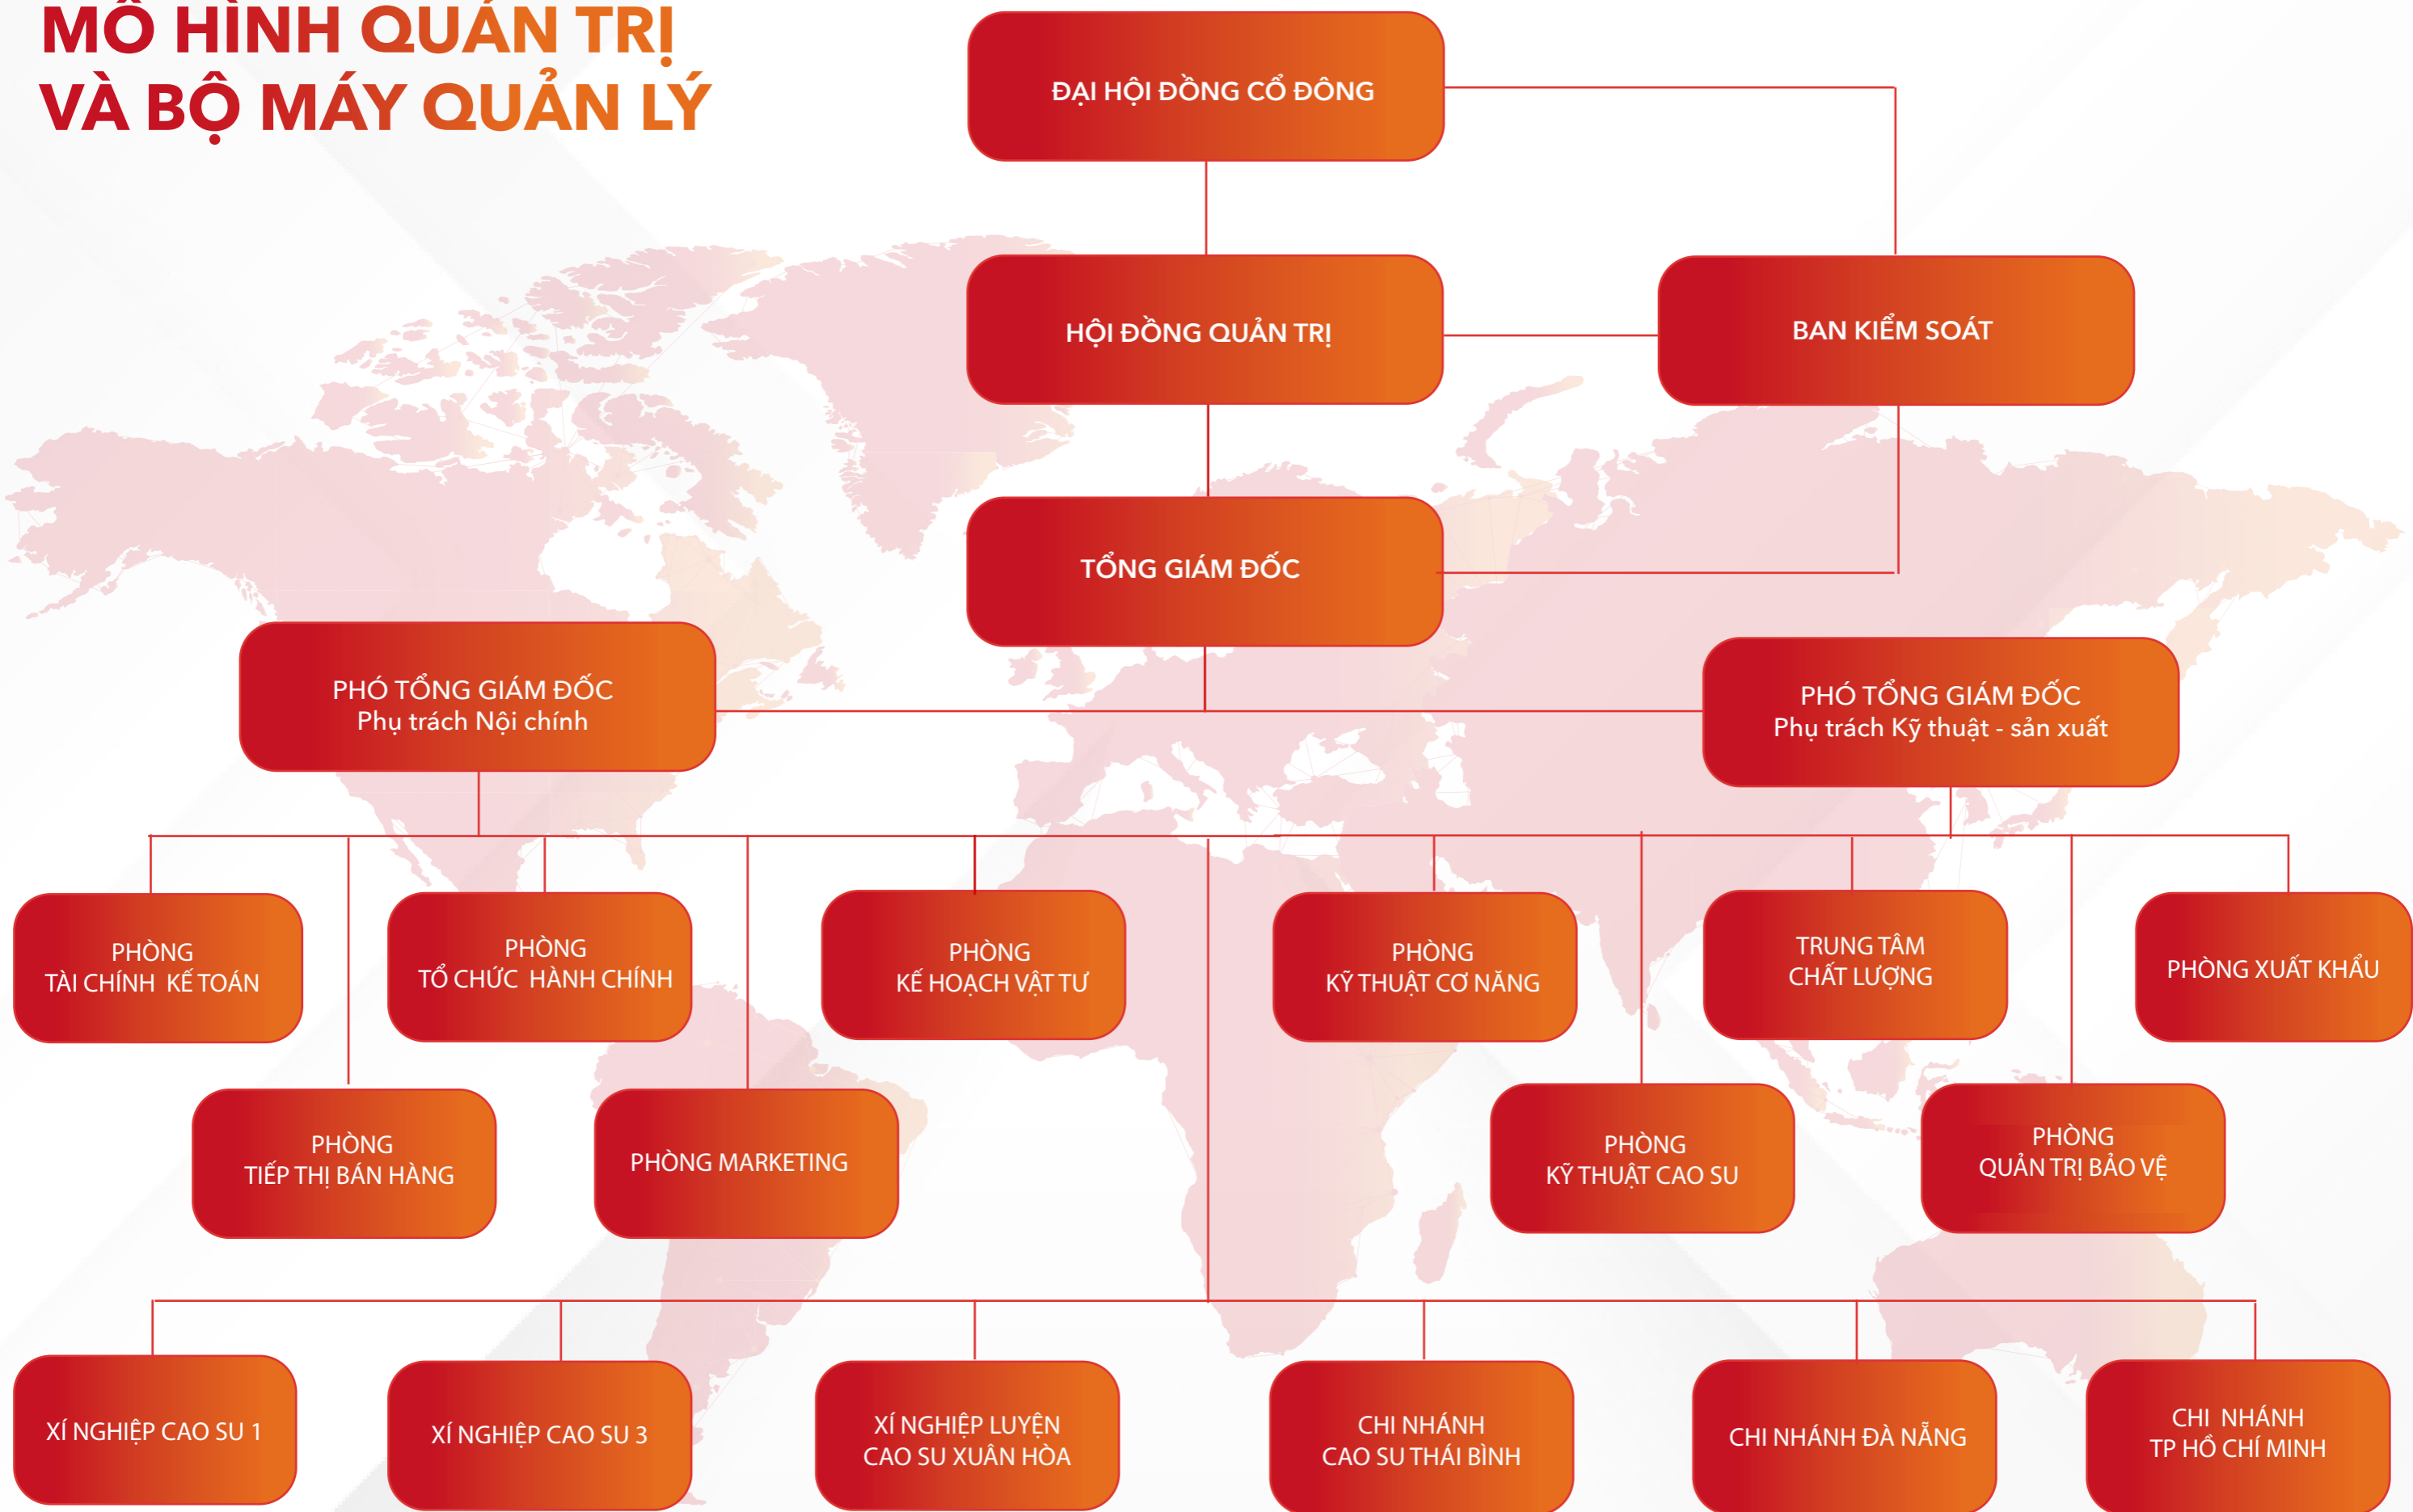 MÔ HÌNH QUẢN TRỊ
VÀ BỘ MÁY QUẢN LÝ
ĐẠI HỘI ĐỒNG CỔ ĐÔNG
HỘI ĐỒNG QUẢN TRỊ
BAN KIỂM SOÁT
TỔNG GIÁM ĐỐC
PHÓ TỔNG GIÁM ĐỐC
Phụ trách Nội chính
PHÓ TỔNG GIÁM ĐỐC
Phụ trách Kỹ thuật - sản xuất
PHÒNG
TÀI CHÍNH KẾ TOÁN
PHÒNG
TỔ CHỨC HÀNH CHÍNH
PHÒNG
KẾ HOẠCH VẬT TƯ
PHÒNG
KỸ THUẬT CƠ NĂNG
TRUNG TÂM
CHẤT LƯỢNG
PHÒNG XUẤT KHẨU
PHÒNG
TIẾP THỊ BÁN HÀNG
PHÒNG MARKETING
PHÒNG
KỸ THUẬT CAO SU
PHÒNG
QUẢN TRỊ BẢO VỆ
XÍ NGHIỆP CAO SU 1
XÍ NGHIỆP CAO SU 3
XÍ NGHIỆP LUYỆN
CAO SU XUÂN HÒA
CHI NHÁNH
CAO SU THÁI BÌNH
CHI NHÁNH ĐÀ NẴNG
CHI NHÁNH
TP HỒ CHÍ MINH